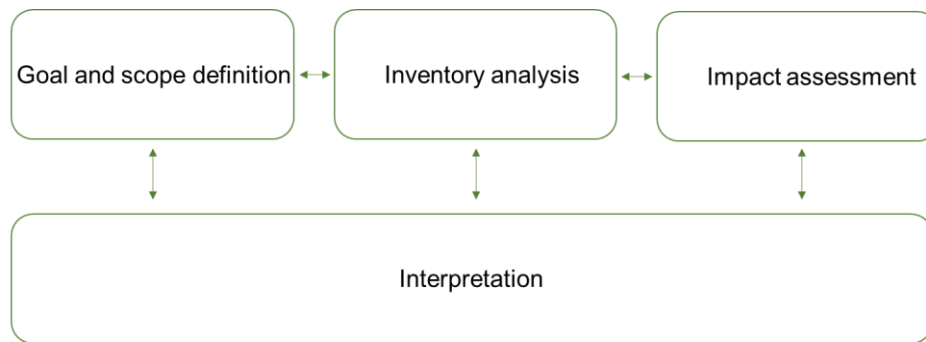 Goal and scope definition
Inventory analysis
Impact assessment
Interpretation